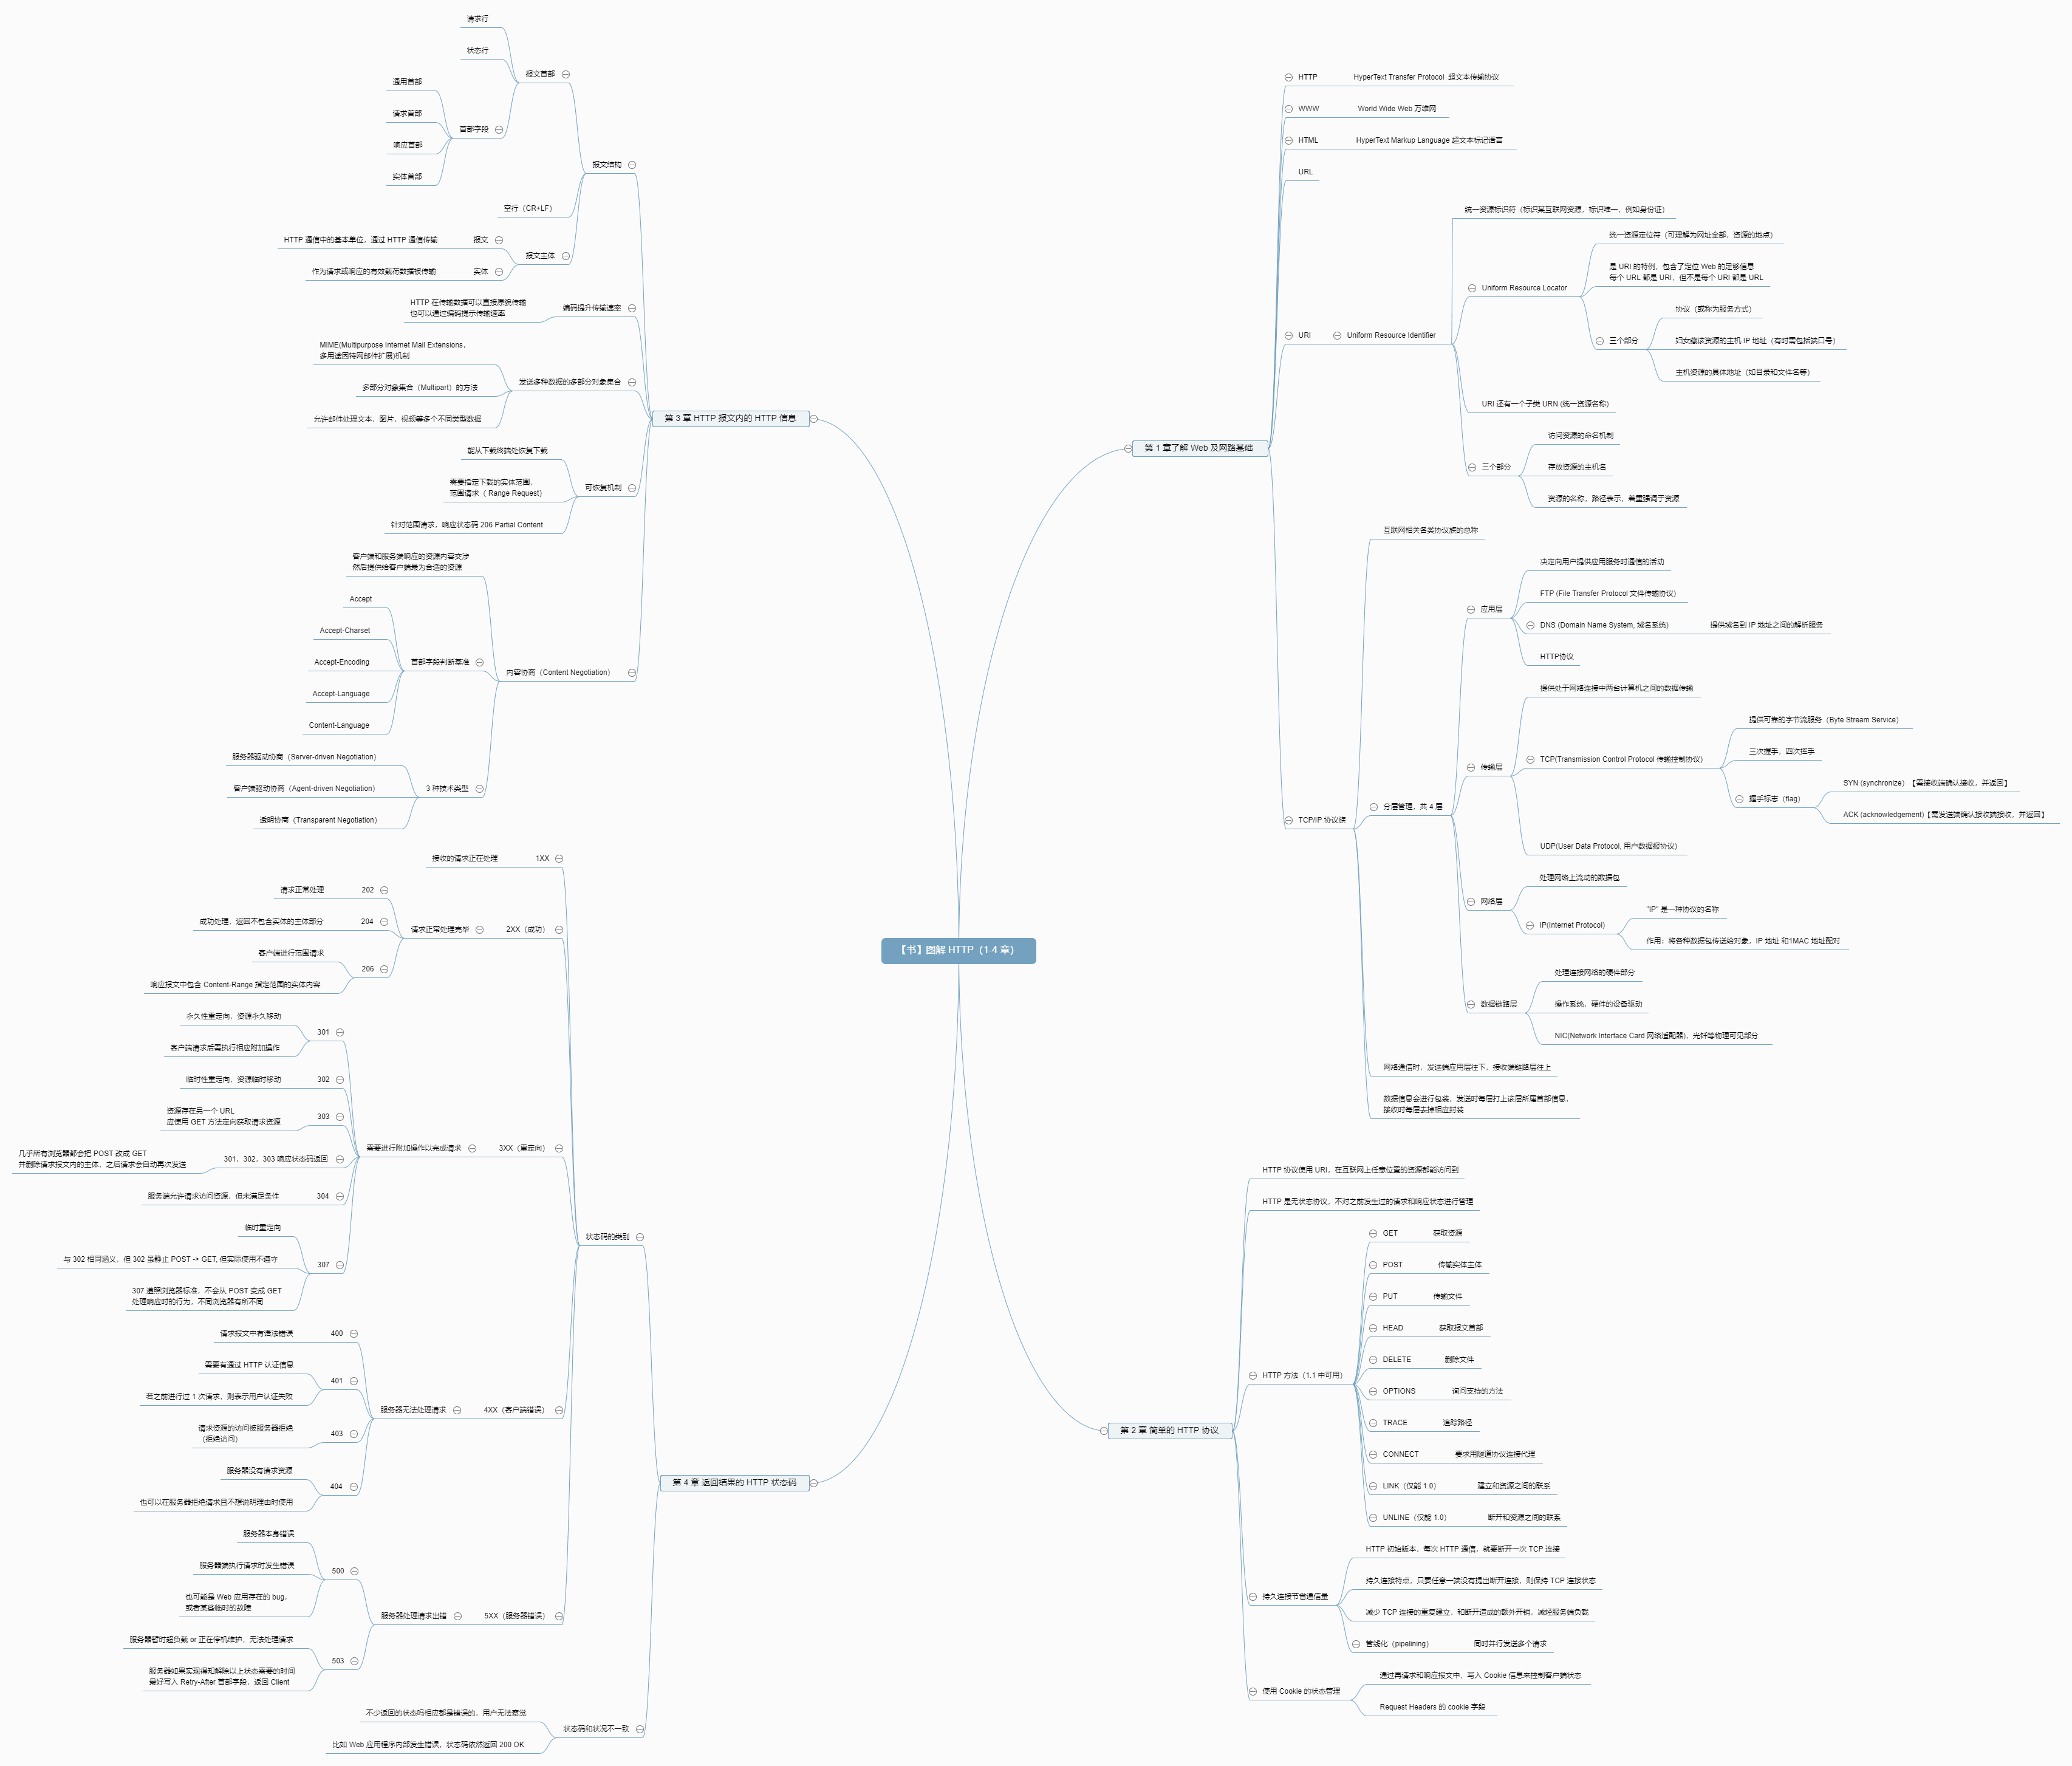 【书】图解 HTTP（1-4 章）
第 1 章了解 Web 及网路基础
HTTP
HyperText Transfer Protocol  超文本传输协议
WWW
World Wide Web 万维网
HTML
HyperText Markup Language 超文本标记语言
URL
URI
Uniform Resource Identifier
统一资源标识符（标识某互联网资源，标识唯一，例如身份证）
Uniform Resource Locator
统一资源定位符（可理解为网址全部，资源的地点）
是 URI 的特例，包含了定位 Web 的足够信息
每个 URL 都是 URI，但不是每个 URI 都是 URL
三个部分
协议（或称为服务方式）
妇女藏该资源的主机 IP 地址（有时需包括端口号）
主机资源的具体地址（如目录和文件名等）
URI 还有一个子类 URN (统一资源名称)
三个部分
访问资源的命名机制
存放资源的主机名
资源的名称，路径表示，着重强调于资源
TCP/IP 协议族
互联网相关各类协议族的总称
分层管理，共 4 层
应用层
决定向用户提供应用服务时通信的活动
FTP (File Transfer Protocol 文件传输协议)
DNS (Domain Name System, 域名系统)
提供域名到 IP 地址之间的解析服务
HTTP协议
传输层
提供处于网络连接中两台计算机之间的数据传输
TCP(Transmission Control Protocol 传输控制协议)
提供可靠的字节流服务（Byte Stream Service）
三次握手，四次挥手
握手标志（flag）
SYN (synchronize) 【需接收端确认接收，并返回】
ACK (acknowledgement)【需发送端确认接收端接收，并返回】
UDP(User Data Protocol, 用户数据报协议)
网络层
处理网络上流动的数据包
IP(Internet Protocol)
“IP” 是一种协议的名称
作用：将各种数据包传送给对象，IP 地址 和1MAC 地址配对
数据链路层
处理连接网络的硬件部分
操作系统，硬件的设备驱动
NIC(Network Interface Card 网络适配器)，光钎等物理可见部分
网络通信时，发送端应用层往下，接收端链路层往上
数据信息会进行包装，发送时每层打上该层所属首部信息，
接收时每层去掉相应封装
第 2 章 简单的 HTTP 协议
HTTP 协议使用 URI，在互联网上任意位置的资源都能访问到
HTTP 是无状态协议，不对之前发生过的请求和响应状态进行管理
HTTP 方法（1.1 中可用）
GET
获取资源
POST
传输实体主体
PUT
传输文件
HEAD
获取报文首部
DELETE
删除文件
OPTIONS
询问支持的方法
TRACE
追踪路径
CONNECT
要求用隧道协议连接代理
LINK（仅能 1.0）
建立和资源之间的联系
UNLINE（仅能 1.0）
断开和资源之间的联系
持久连接节省通信量
HTTP 初始版本，每次 HTTP 通信，就要断开一次 TCP 连接
持久连接特点，只要任意一端没有提出断开连接，则保持 TCP 连接状态
减少 TCP 连接的重复建立，和断开造成的额外开销，减轻服务端负载
管线化（pipelining）
同时并行发送多个请求
使用 Cookie 的状态管理
通过再请求和响应报文中，写入 Cookie 信息来控制客户端状态
Request Headers 的 cookie 字段
第 3 章 HTTP 报文内的 HTTP 信息
报文结构
报文首部
请求行
状态行
首部字段
通用首部
请求首部
响应首部
实体首部
空行（CR+LF）
报文主体
报文
HTTP 通信中的基本单位，通过 HTTP 通信传输
实体
作为请求或响应的有效载荷数据被传输
编码提升传输速率
HTTP 在传输数据可以直接原貌传输
也可以通过编码提示传输速率
发送多种数据的多部分对象集合
MIME(Multipurpose Internet Mail Extensions，
多用途因特网邮件扩展)机制
多部分对象集合（Multipart）的方法
允许邮件处理文本，图片，视频等多个不同类型数据
可恢复机制
能从下载终端处恢复下载
需要指定下载的实体范围，
范围请求（ Range Request)
针对范围请求，响应状态码 206 Partial Content
内容协商（Content Negotiation）
客户端和服务端响应的资源内容交涉
然后提供给客户端最为合适的资源
首部字段判断基准
Accept
Accept-Charset
Accept-Encoding
Accept-Language
Content-Language
3 种技术类型
服务器驱动协商（Server-driven Negotiation）
客户端驱动协商（Agent-driven Negotiation）
透明协商（Transparent Negotiation）
第 4 章 返回结果的 HTTP 状态码
状态码的类别
1XX
接收的请求正在处理
2XX（成功）
请求正常处理完毕
202
请求正常处理
204
成功处理，返回不包含实体的主体部分
206
客户端进行范围请求
响应报文中包含 Content-Range 指定范围的实体内容
3XX（重定向）
需要进行附加操作以完成请求
301
永久性重定向，资源永久移动
客户端请求后需执行相应附加操作
302
临时性重定向，资源临时移动
303
资源存在另一个 URL
应使用 GET 方法定向获取请求资源
301，302，303 响应状态码返回
几乎所有浏览器都会把 POST 改成 GET
并删除请求报文内的主体，之后请求会自动再次发送
304
服务端允许请求访问资源，但未满足条件
307
临时重定向
与 302 相同涵义，但 302 虽静止 POST -> GET, 但实际使用不遵守
307 遵照浏览器标准，不会从 POST 变成 GET
处理响应时的行为，不同浏览器有所不同
4XX（客户端错误）
服务器无法处理请求
400
请求报文中有语法错误
401
需要有通过 HTTP 认证信息
若之前进行过 1 次请求，则表示用户认证失败
403
请求资源的访问被服务器拒绝
（拒绝访问）
404
服务器没有请求资源
也可以在服务器拒绝请求且不想说明理由时使用
5XX（服务器错误）
服务器处理请求出错
500
服务器本身错误
服务器端执行请求时发生错误
也可能是 Web 应用存在的 bug，
或者某些临时的故障
503
服务器暂时超负载 or 正在停机维护，无法处理请求
服务器如果实现得知解除以上状态需要的时间
最好写入 Retry-After 首部字段，返回 Client
状态码和状况不一致
不少返回的状态吗相应都是错误的，用户无法察觉
比如 Web 应用程序内部发生错误，状态码依然返回 200 OK